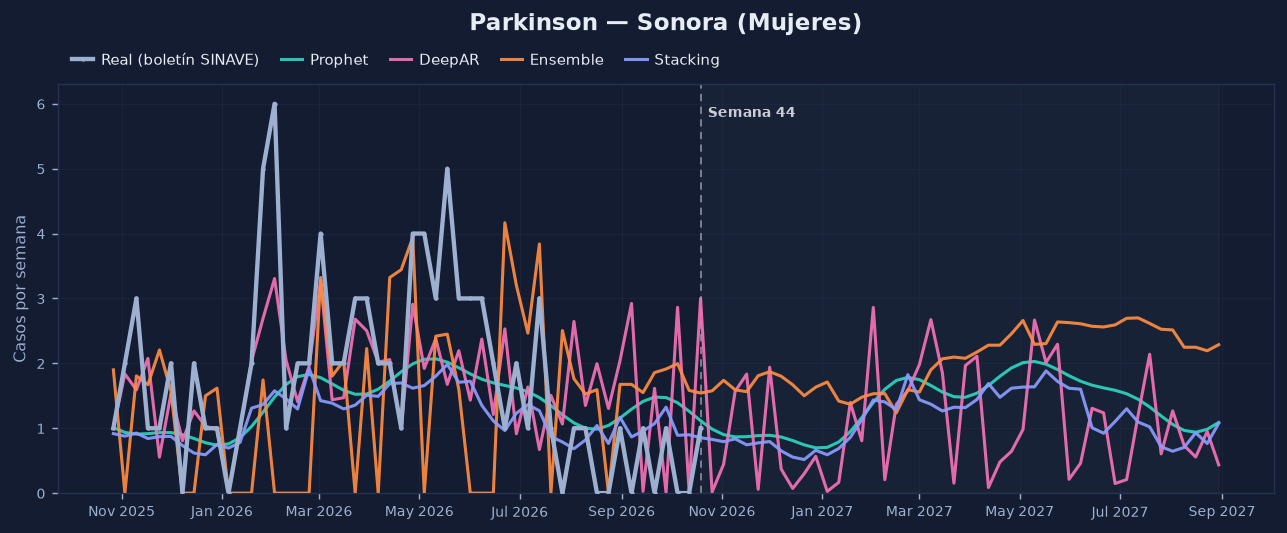 Parkinson — Sonora (Mujeres)
Real (boletín SINAVE) Prophet DeepAR Ensemble Stacking
Semana 44
Casos por semana
6
5
4
3
2
1
0
Nov 2025 Jan 2026 Mar 2026 May 2026 Jul 2026 Sep 2026 Nov 2026 Jan 2027 Mar 2027 May 2027 Jul 2027 Sep 2027